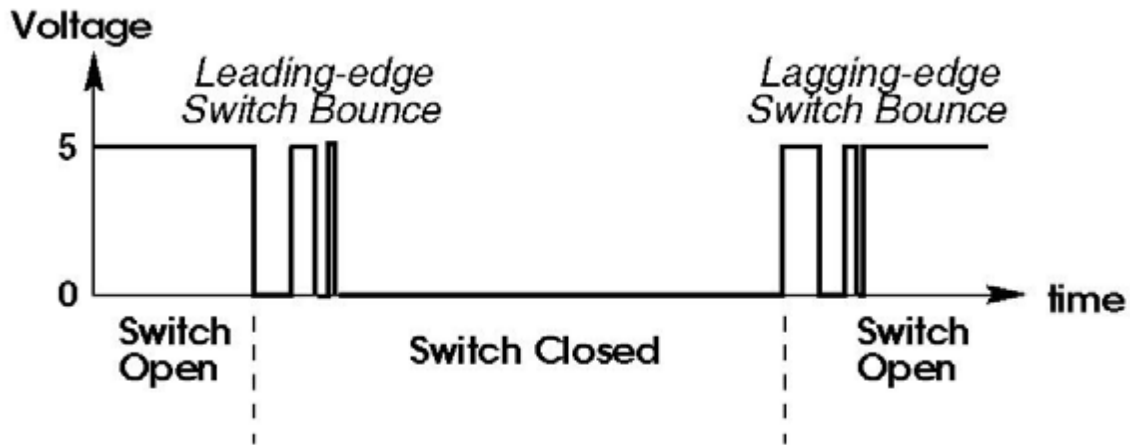 Voltage
Leading-edge
Switch Bounce
Lagging-edge
Switch Bounce
5
0
time
Switch
Open
Switch Closed
Switch
Open